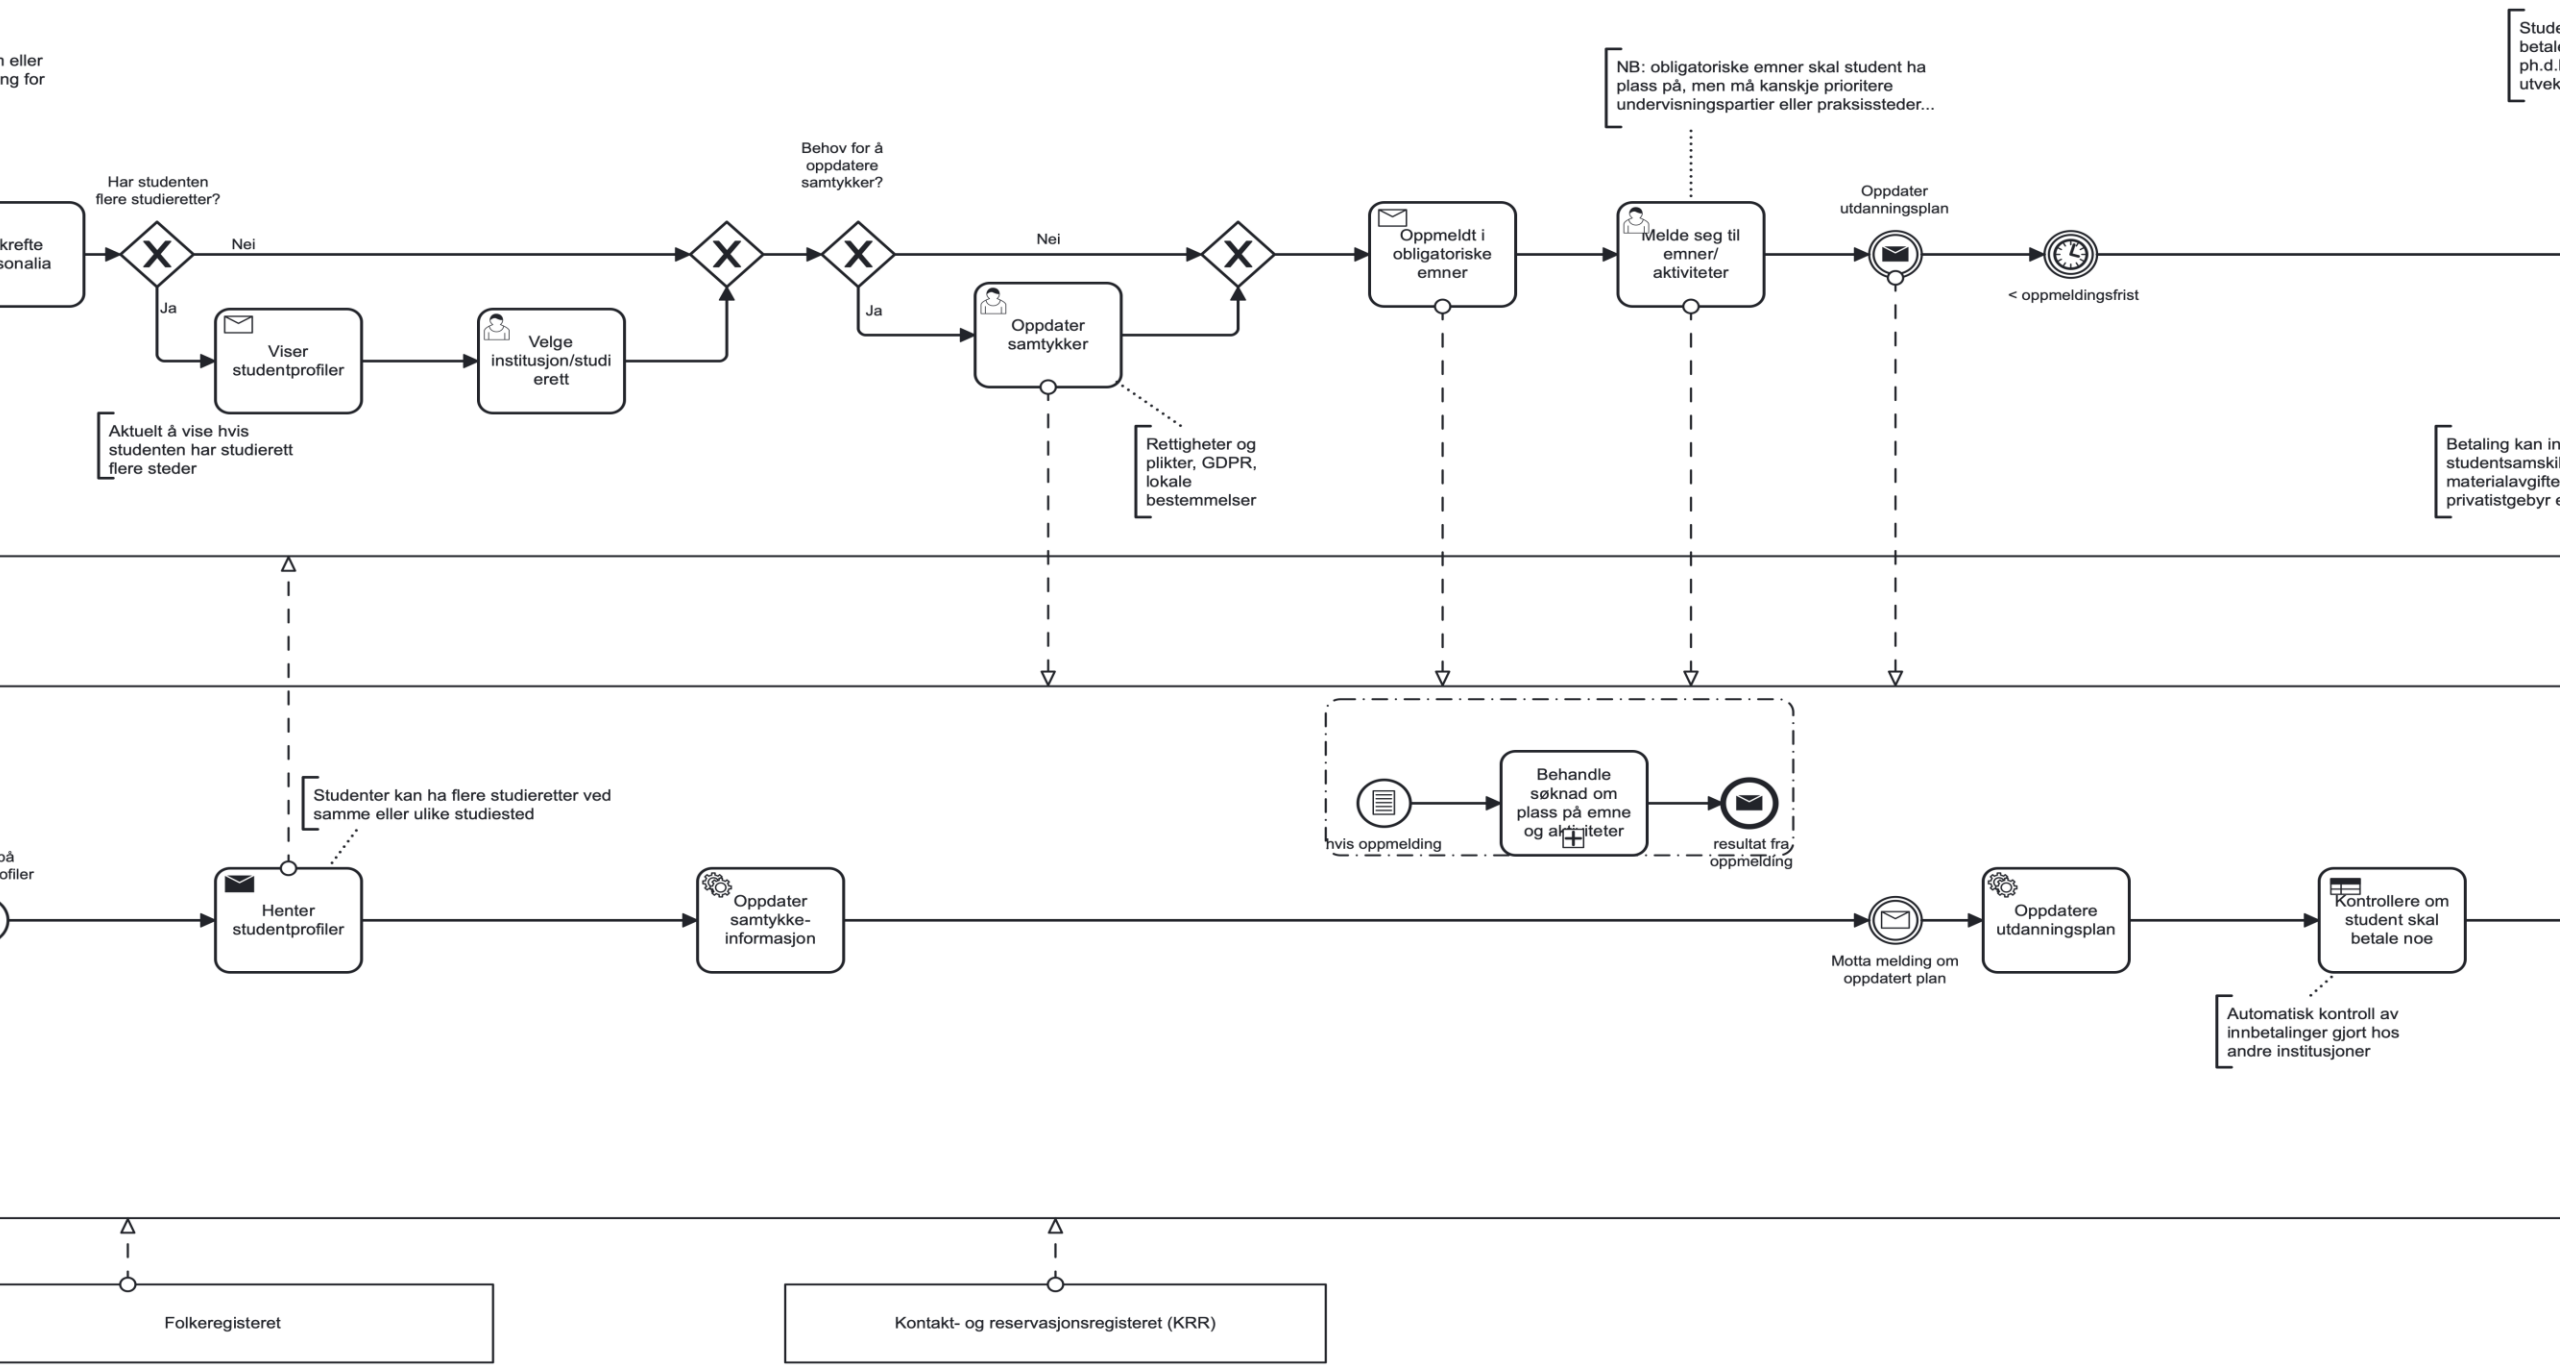 eller
ng for
Stude
betal
ph.d.
utvek
NB: obligatoriske emner skal student ha
plass på, men må kanskje prioritere
undervisningspartier eller praksissteder...
Behov for å
oppdatere
samtykker?
Har studenten
flere studieretter?
Oppdater
utdanningsplan
krefte
sonalia
Nei
Nei
Oppmeldt i
obligatoriske
emner
Melde seg til
emner/
aktiviteter
< oppmeldingsfrist
Ja
Ja
Viser
studentprofiler
Velge
institusjon/studi
erett
Oppdater
samtykker
Aktuelt å vise hvis
studenten har studierett
flere steder
Rettigheter og
plikter, GDPR,
lokale
bestemmelser
Betaling kan in
studentsamski
materialavgifte
privatistgebyr e
Studenter kan ha flere studieretter ved
samme eller ulike studiested
Behandle
søknad om
plass på emne
og aktiviteter
hvis oppmelding
resultat fra
oppmelding
på
ofiler
Henter
studentprofiler
Oppdater
samtykke-
informasjon
Motta melding om
oppdatert plan
Oppdatere
utdanningsplan
Kontrollere om
student skal
betale noe
Automatisk kontroll av
innbetalinger gjort hos
andre institusjoner
Folkeregisteret
Kontakt- og reservasjonsregisteret (KRR)